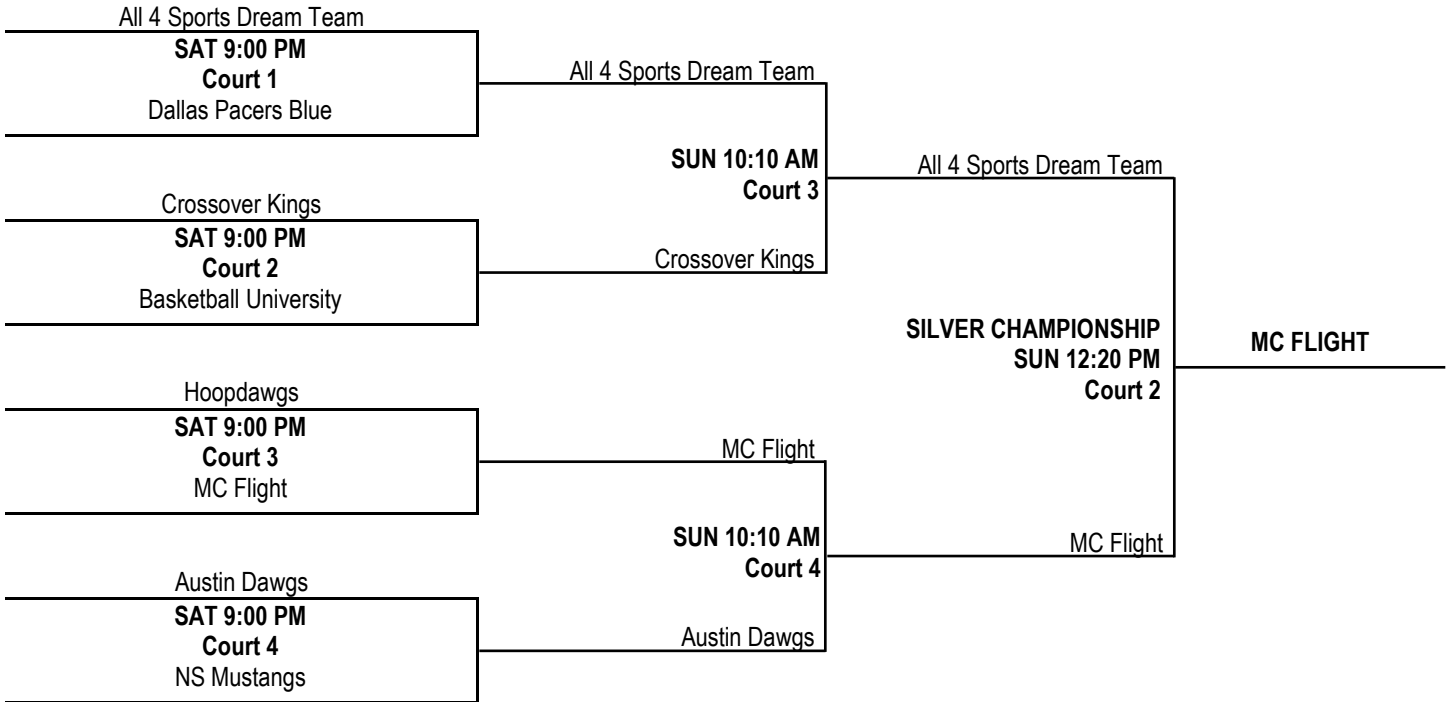 All 4 Sports Dream Team
SAT 9:00 PM
Court 1
Dallas Pacers Blue
Crossover Kings
SAT 9:00 PM
Court 2
Basketball University
Hoopdawgs
SAT 9:00 PM
Court 3
MC Flight
Austin Dawgs
SAT 9:00 PM
Court 4
NS Mustangs
All 4 Sports Dream Team
SUN 10:10 AM
Court 3
Crossover Kings
MC Flight
SUN 10:10 AM
Court 4
Austin Dawgs
All 4 Sports Dream Team
SILVER CHAMPIONSHIP
SUN 12:20 PM
Court 2
MC Flight
MC FLIGHT